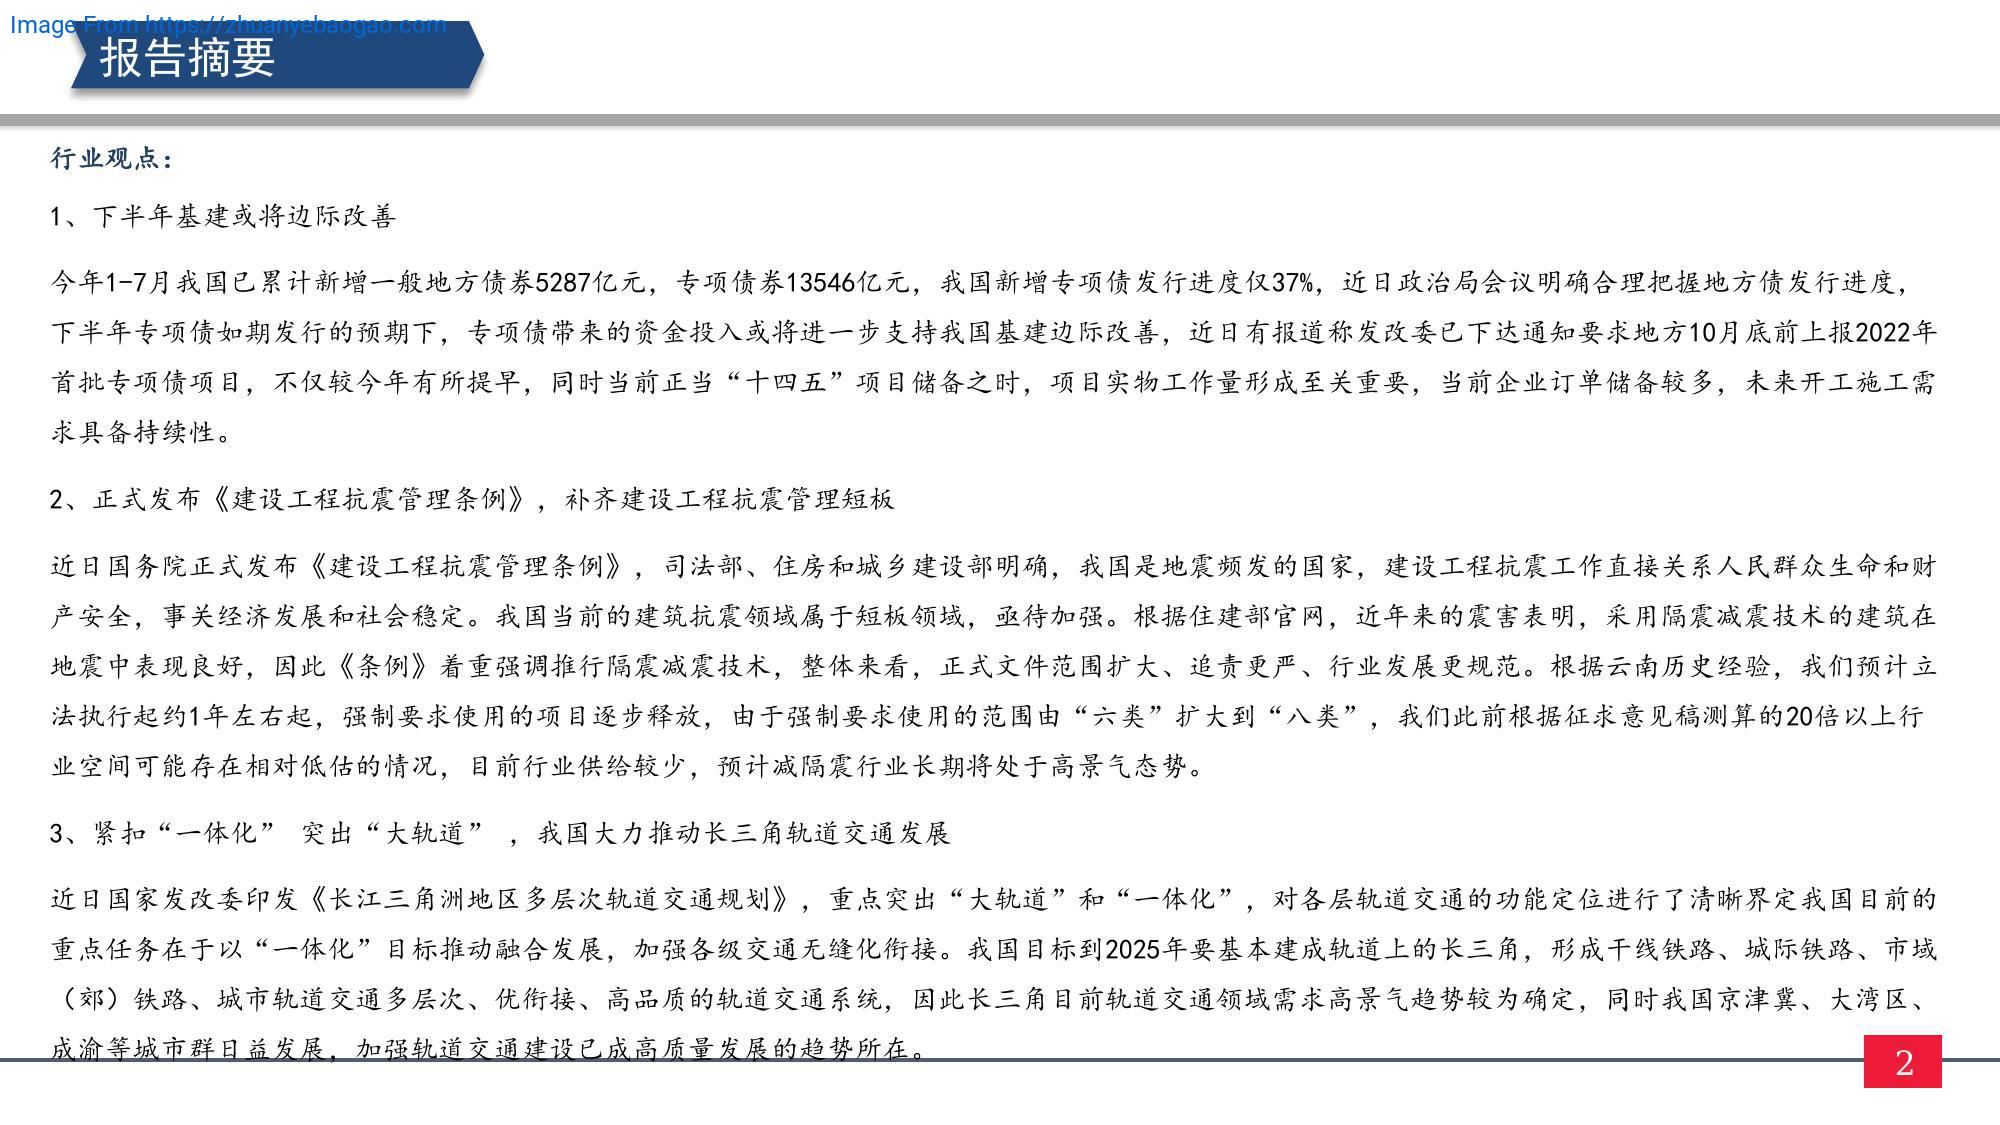 Image From https://zhuanyebaogao.com
报告摘要
行业观点：
1、下半年基建或将边际改善
今年1-7月我国已累计新增一般地方债券5287亿元，专项债券13546亿元，我国新增专项债发行进度仅37%，近日政治局会议明确合理把握地方债发行进度，
下半年专项债如期发行的预期下，专项债带来的资金投入或将进一步支持我国基建边际改善，近日有报道称发改委已下达通知要求地方10月底前上报2022年
首批专项债项目，不仅较今年有所提早，同时当前正当“十四五”项目储备之时，项目实物工作量形成至关重要，当前企业订单储备较多，未来开工施工需
求具备持续性。
2、正式发布《建设工程抗震管理条例》，补齐建设工程抗震管理短板
近日国务院正式发布《建设工程抗震管理条例》，司法部、住房和城乡建设部明确，我国是地震频发的国家，建设工程抗震工作直接关系人民群众生命和财
产安全，事关经济发展和社会稳定。我国当前的建筑抗震领域属于短板领域，亟待加强。根据住建部官网，近年来的震害表明，采用隔震减震技术的建筑在
地震中表现良好，因此《条例》着重强调推行隔震减震技术，整体来看，正式文件范围扩大、追责更严、行业发展更规范。根据云南历史经验，我们预计立
法执行起约1年左右起，强制要求使用的项目逐步释放，由于强制要求使用的范围由“六类”扩大到“八类”，我们此前根据征求意见稿测算的20倍以上行
业空间可能存在相对低估的情况，目前行业供给较少，预计减隔震行业长期将处于高景气态势。
3、紧扣“一体化” 突出“大轨道” ，我国大力推动长三角轨道交通发展
近日国家发改委印发《长江三角洲地区多层次轨道交通规划》，重点突出“大轨道”和“一体化”，对各层轨道交通的功能定位进行了清晰界定我国目前的
重点任务在于以“一体化”目标推动融合发展，加强各级交通无缝化衔接。我国目标到2025年要基本建成轨道上的长三角，形成干线铁路、城际铁路、市域
（郊）铁路、城市轨道交通多层次、优衔接、高品质的轨道交通系统，因此长三角目前轨道交通领域需求高景气趋势较为确定，同时我国京津冀、大湾区、
成渝等城市群日益发展，加强轨道交通建设已成高质量发展的趋势所在。
2